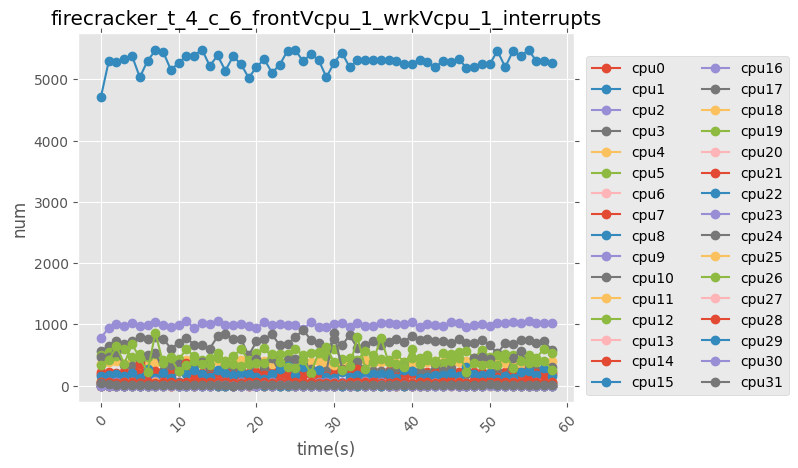 firecracker_t_4_c_6_frontVcpu_1_wrkVcpu_1_interrupts
num
5000
4000
3000
2000
1000
0
0
10
20
30
40
50
60
time(s)
cpu0
cpu1
cpu2
cpu3
cpu4
cpu5
cpu6
cpu7
cpu8
cpu9
cpu10
cpu11
cpu12
cpu13
cpu14
cpu15
cpu16
cpu17
cpu18
cpu19
cpu20
cpu21
cpu22
cpu23
cpu24
cpu25
cpu26
cpu27
cpu28
cpu29
cpu30
cpu31